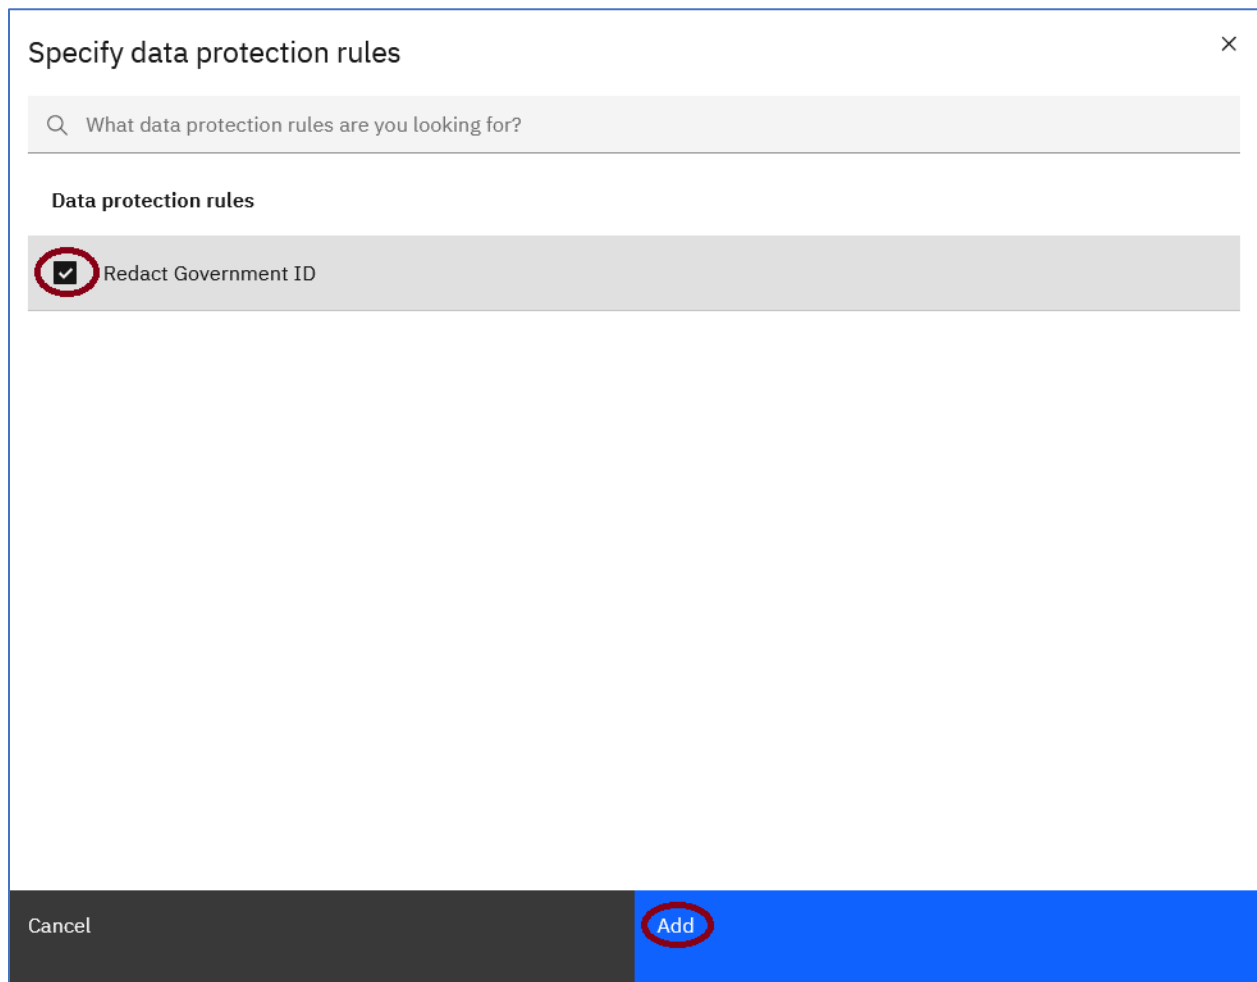 Specify data protection rules
What data protection rules are you looking for?
Data protection rules
Redact Government ID
Cancel
Add